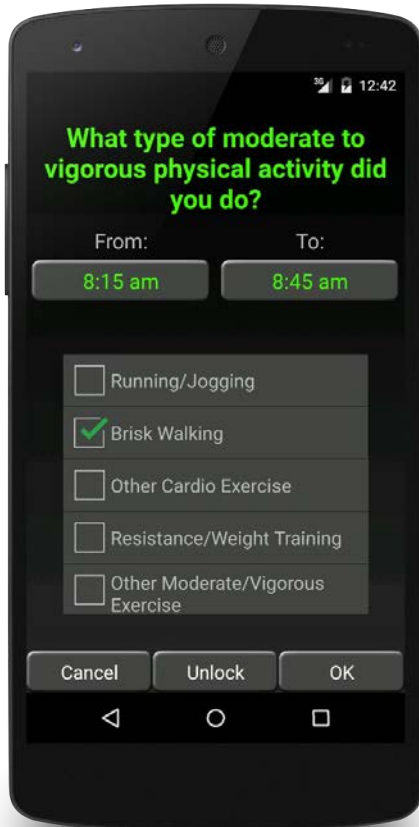 3G 12:42
What type of moderate to
vigorous physical activity did
you do?
From: To:
8:15 am 8:45 am
Running/Jogging
Brisk Walking
Other Cardio Exercise
Resistance/Weight Training
Other Moderate/Vigorous
Exercise
Cancel Unlock OK